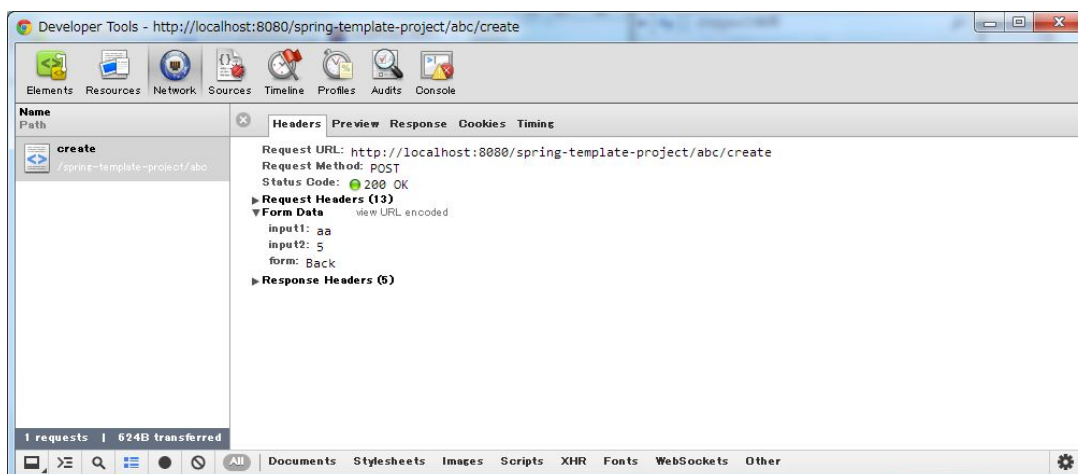 Developer Tools - http://localhost:8080/spring-template-project/abc/create
Elements Resources Network Sources Timeline Profiles Audits Console
Name
Path
Headers Preview Response Cookies Timing
create
/spring-template-project/abc
Request URL: http://localhost:8080/spring-template-project/abc/create
Request Method: POST
Status Code: 200 OK
Request Headers (13)
Form Data view URL encoded
input1: aa
input2: 5
form: Back
Response Headers (5)
1 requests | 624B transferred
All Documents Stylesheets Images Scripts XHR Fonts WebSockets Other